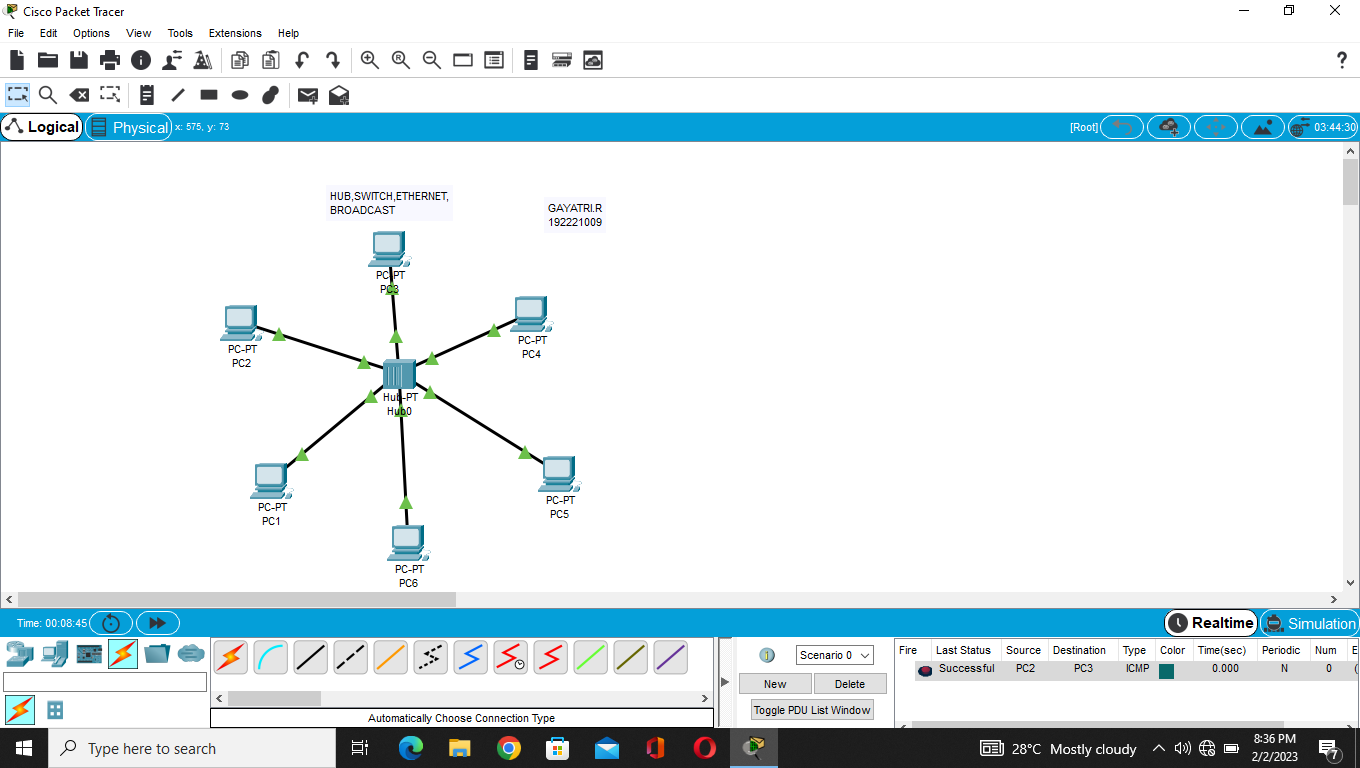 Cisco Packet Tracer
File Edit Options View Tools Extensions Help
Logical
Physical
x: 575, y: 73
[Root]
03:44:30
HUB,SWITCH,ETHERNET,
BROADCAST
GAYATRI.R
192221009
PC-PT
PC3
PC-PT
PC4
PC-PT
PC2
Hub-PT
Hub0
PC-PT
PC1
PC-PT
PC5
PC-PT
PC6
Time: 00:08:45
Realtime
Simulation
Scenario 0
New
Delete
Toggle PDU List Window
Automatically Choose Connection Type
Fire Last Status Source Destination Type Color Time(sec) Periodic Num E
Successful PC2 PC3 ICMP 0.000 N 0 (
Type here to search
28°C Mostly cloudy
8:36 PM
2/2/2023
7